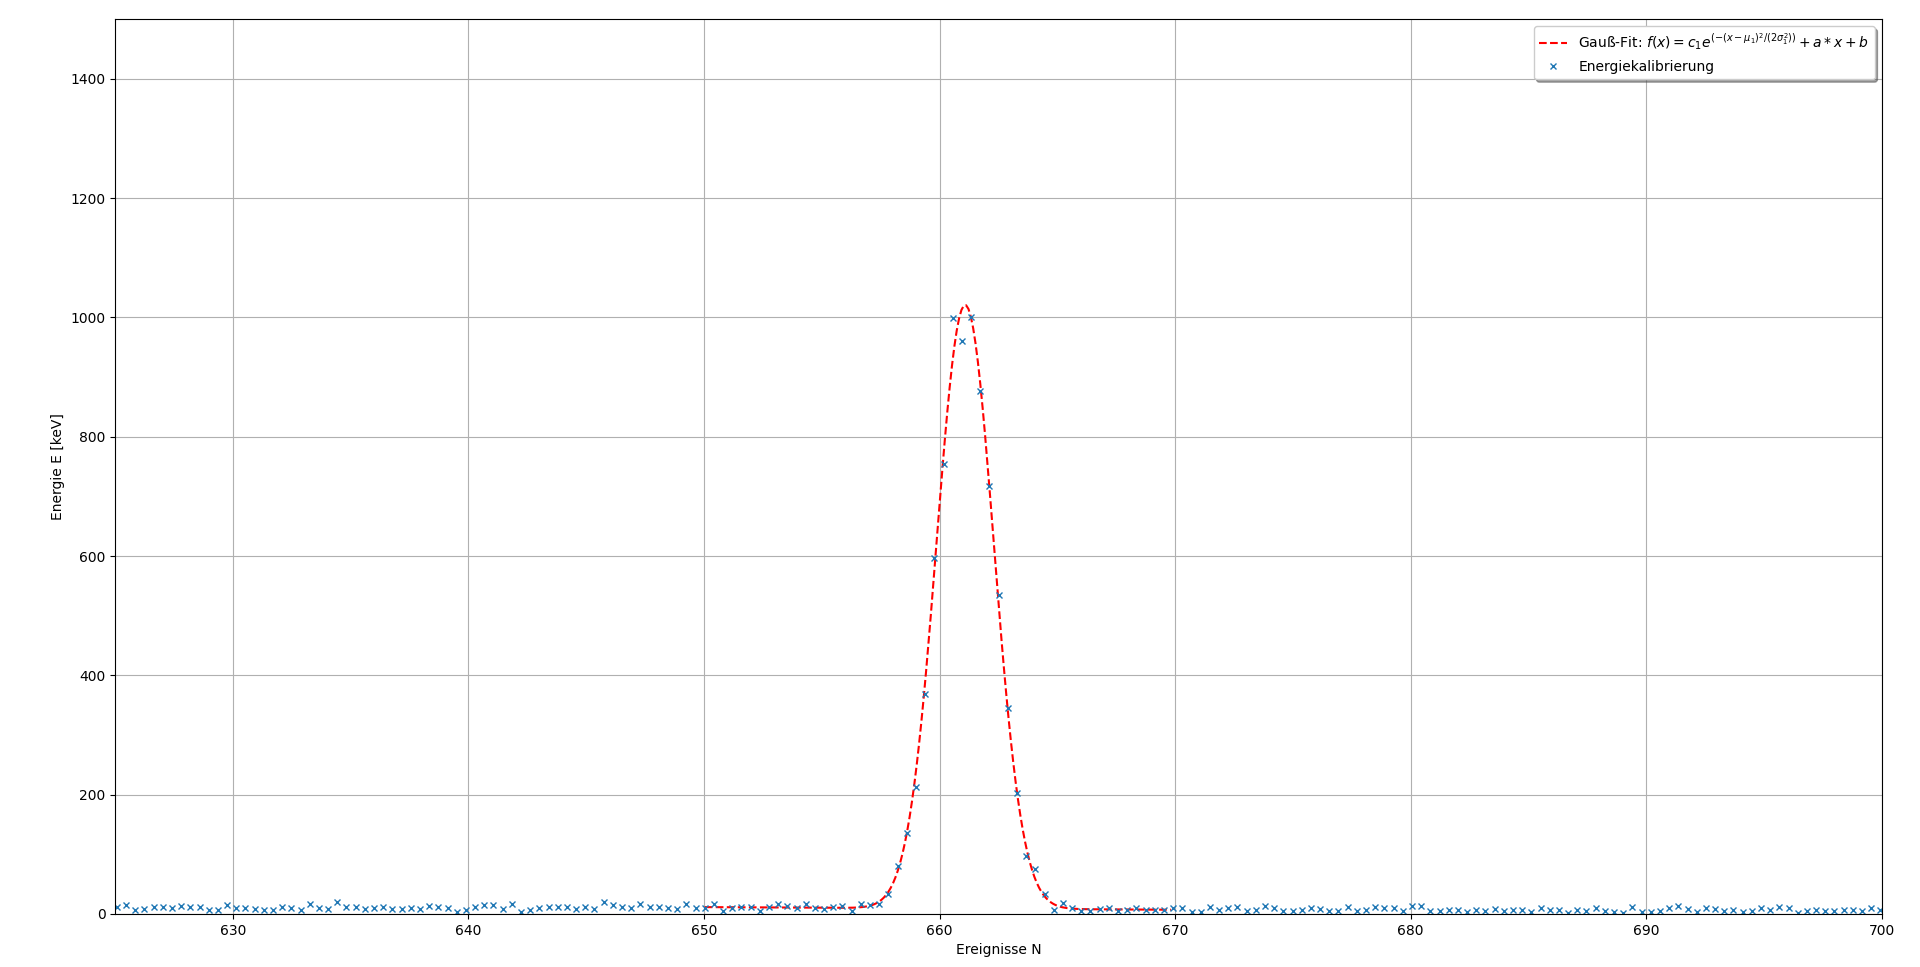 Gauß-Fit: f(x) = c₁e^(−(x−μ₁)²/(2σ₁²)) + a * x + b
Energiekalibrierung
1400
1200
1000
800
600
400
200
0
Energie E [keV]
630 640 650 660 670 680 690 700
Ereignisse N